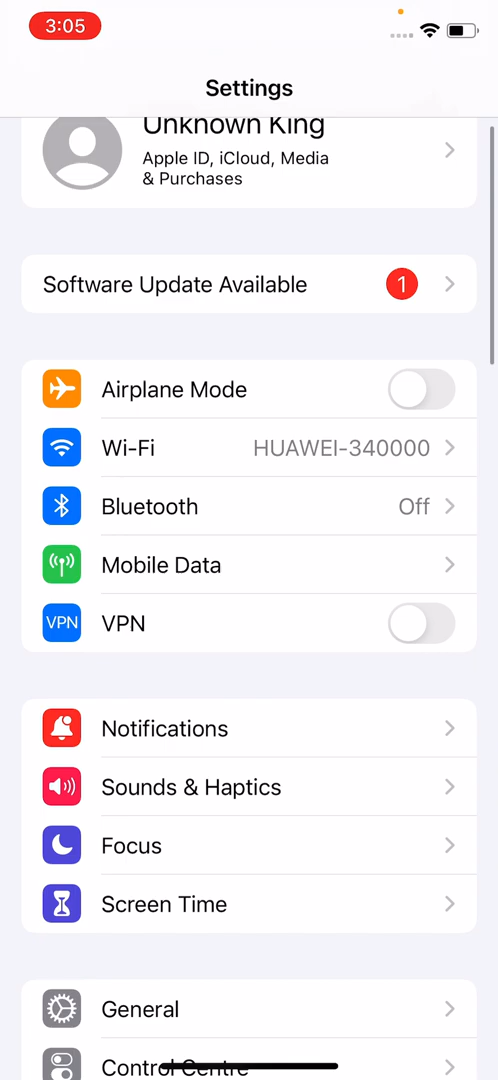 3:05
Settings
Unknown King
Apple ID, iCloud, Media
& Purchases
Software Update Available 1
Airplane Mode
Wi-Fi HUAWEI-340000
Bluetooth Off
Mobile Data
VPN VPN
Notifications
Sounds & Haptics
Focus
Screen Time
General
Control Centre